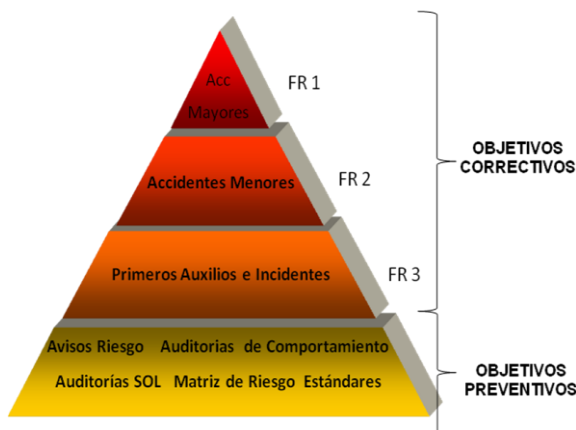 Acc
Mayores
FR 1
Accidentes Menores
FR 2
OBJETIVOS
CORRECTIVOS
Primeros Auxilios e Incidentes
FR 3
Avisos Riesgo Auditorias de Comportamiento
Auditorías SOL Matriz de Riesgo Estándares
OBJETIVOS
PREVENTIVOS